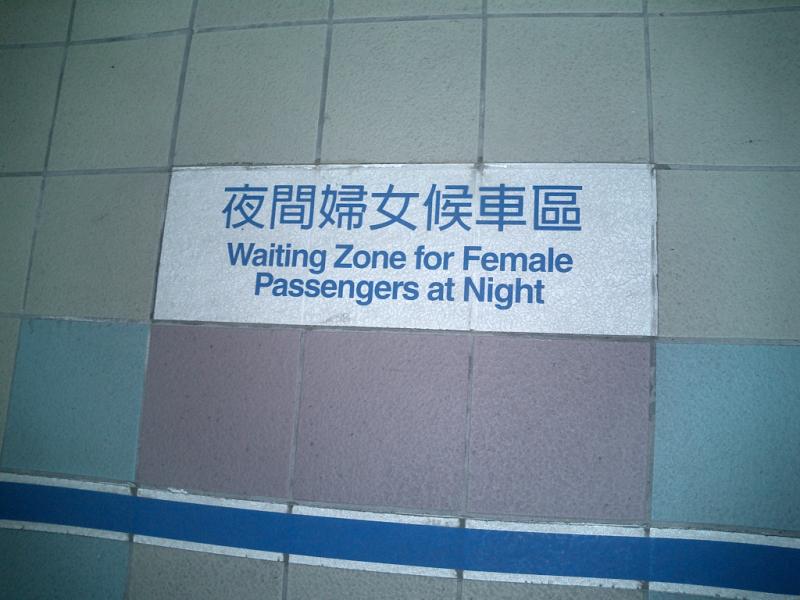 夜間婦女候車區
Waiting Zone for Female
Passengers at Night